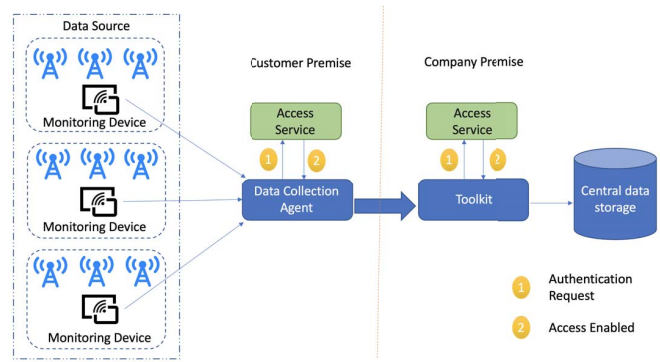 Data Source
Monitoring Device
Monitoring Device
Monitoring Device
Customer Premise
Access
Service
1
2
Data Collection
Agent
Company Premise
Access
Service
1
2
Toolkit
Central data
storage
1
Authentication
Request
2
Access Enabled